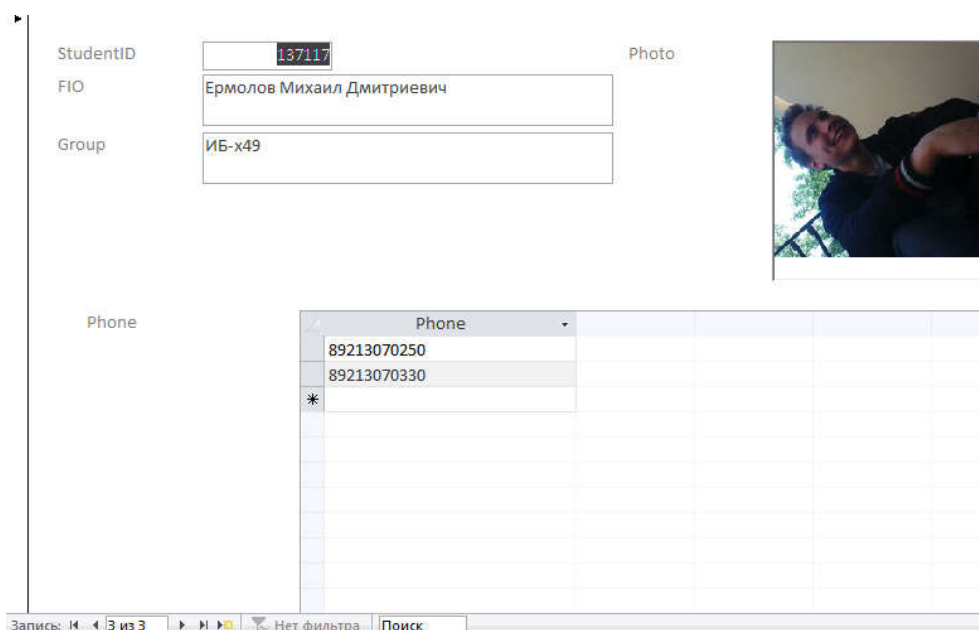 StudentID 137117 Photo
FIO Ермолов Михаил Дмитриевич
Group ИБ-х49
Phone Phone
89213070250
89213070330
Запись: 3 из 3 Нет фильтра Поиск